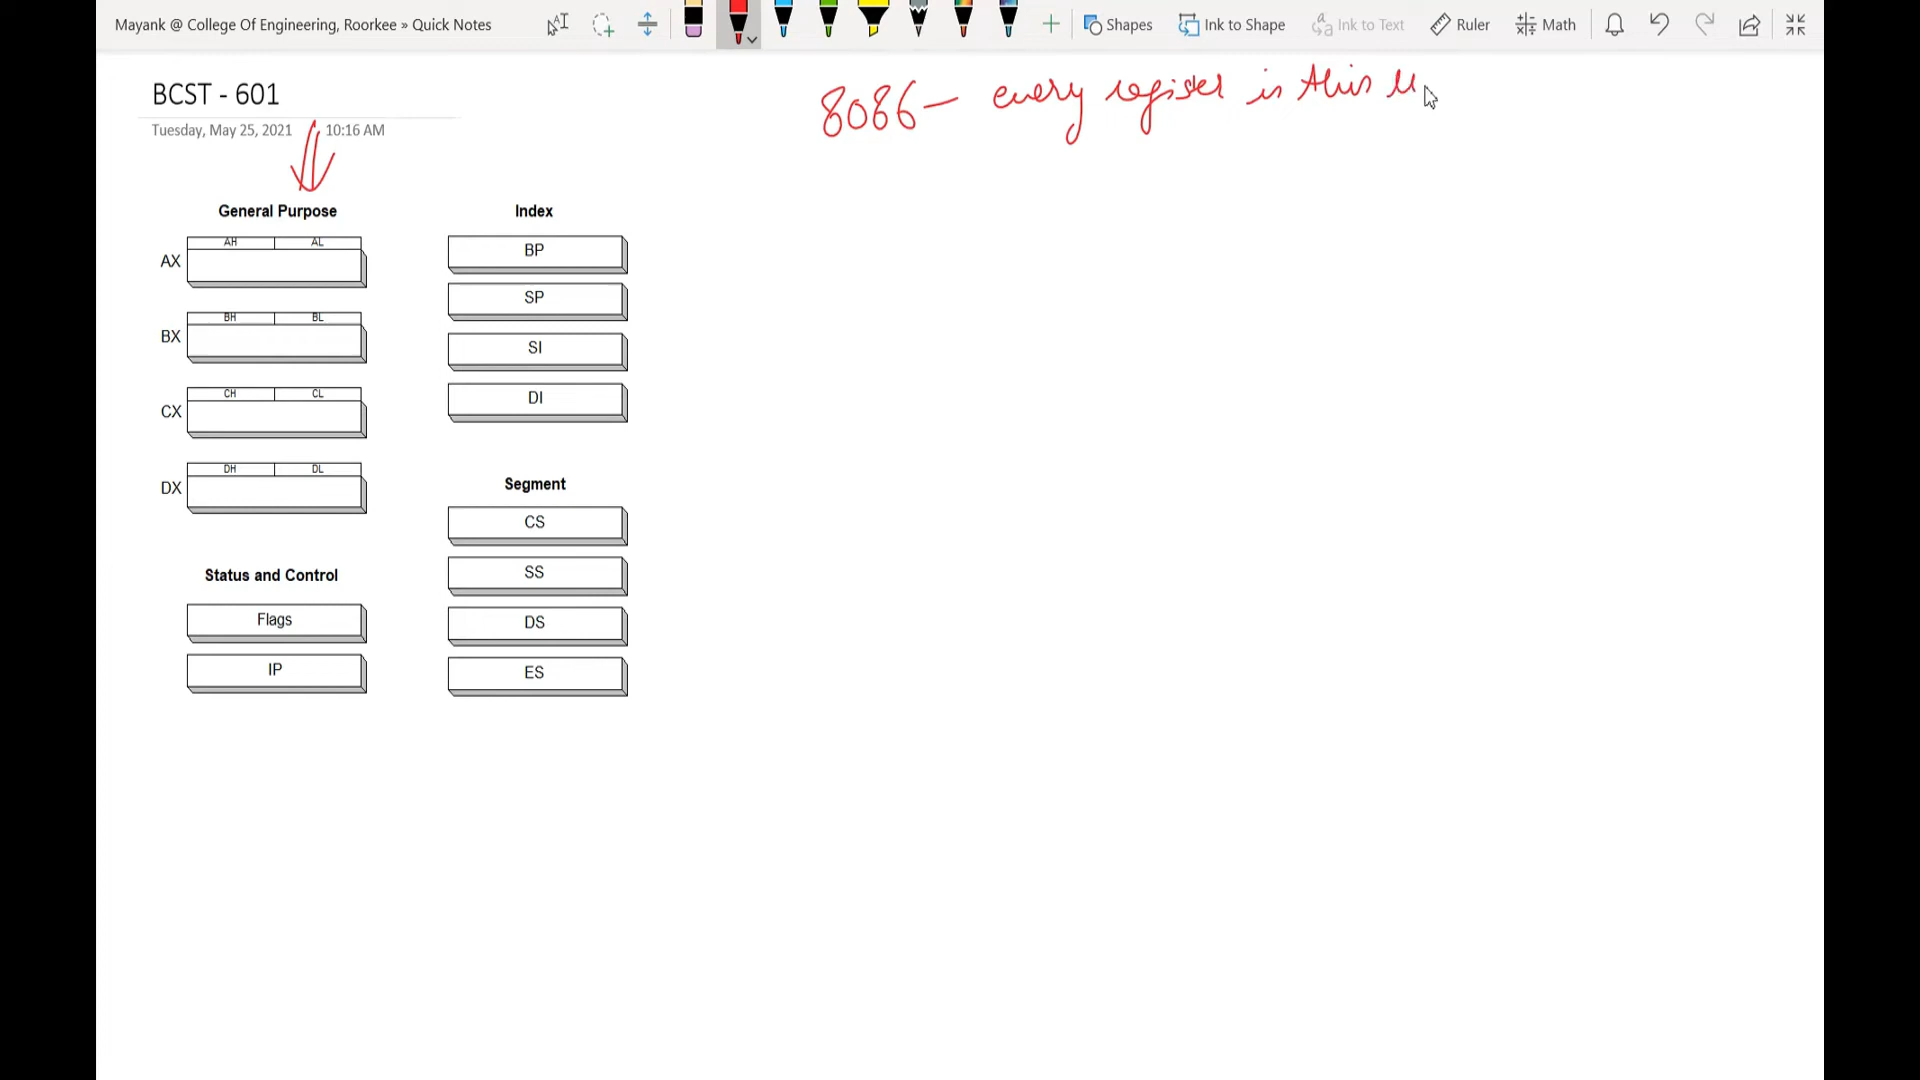 Mayank @ College Of Engineering, Roorkee » Quick Notes
Shapes
Ink to Shape
Ink to Text
Ruler
Math
BCST - 601
Tuesday, May 25, 2021 10:16 AM
8086 - every register is this
General Purpose
AH AL
AX
BH BL
BX
CH CL
CX
DH DL
DX
Status and Control
Flags
IP
Index
BP
SP
SI
DI
Segment
CS
SS
DS
ES